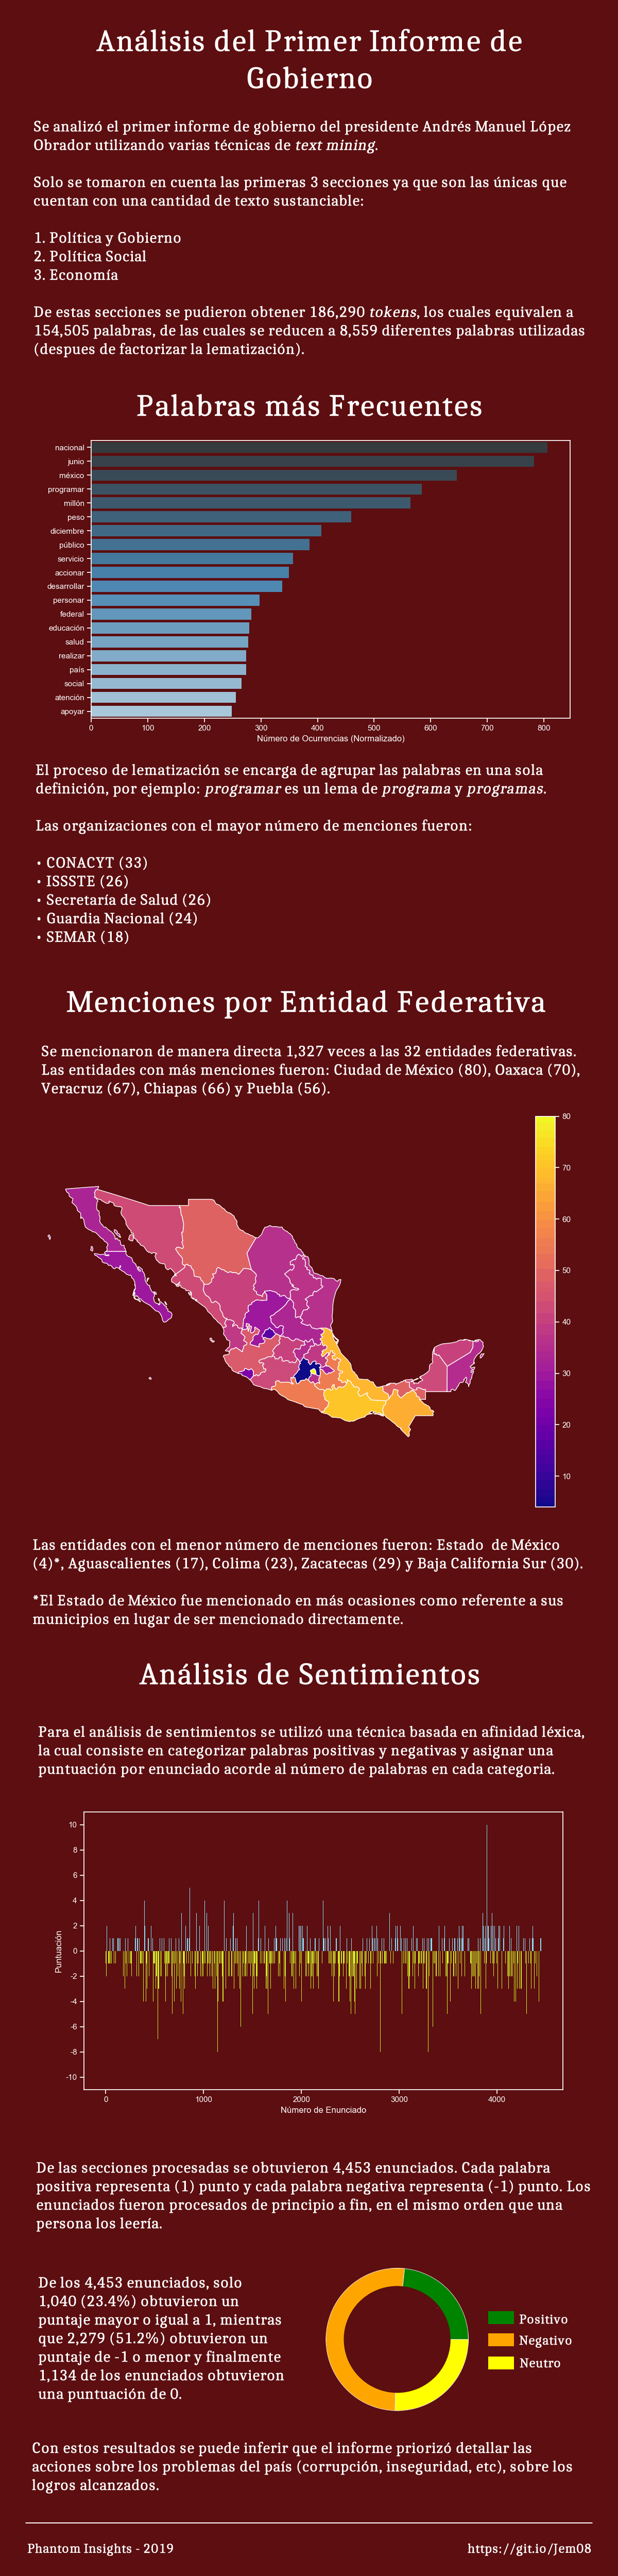 Análisis del Primer Informe de
Gobierno
Se analizó el primer informe de gobierno del presidente Andrés Manuel López
Obrador utilizando varias técnicas de text mining.
Solo se tomaron en cuenta las primeras 3 secciones ya que son las únicas que
cuentan con una cantidad de texto sustanciable:
1. Política y Gobierno
2. Política Social
3. Economía
De estas secciones se pudieron obtener 186,290 tokens, los cuales equivalen a
154,505 palabras, de las cuales se reducen a 8,559 diferentes palabras utilizadas
(despues de factorizar la lematización).
Palabras más Frecuentes
nacional
junio
méxico
programar
millón
peso
diciembre
público
servicio
accionar
desarrollar
personar
federal
educación
salud
realizar
país
social
atención
apoyar
0 100 200 300 400 500 600 700 800
Número de Ocurrencias (Normalizado)
El proceso de lematización se encarga de agrupar las palabras en una sola
definición, por ejemplo: programar es un lema de programa y programas.
Las organizaciones con el mayor número de menciones fueron:
• CONACYT (33)
• ISSSTE (26)
• Secretaría de Salud (26)
• Guardia Nacional (24)
• SEMAR (18)
Menciones por Entidad Federativa
Se mencionaron de manera directa 1,327 veces a las 32 entidades federativas.
Las entidades con más menciones fueron: Ciudad de México (80), Oaxaca (70),
Veracruz (67), Chiapas (66) y Puebla (56).
80
70
60
50
40
30
20
10
Las entidades con el menor número de menciones fueron: Estado  de México
(4)*, Aguascalientes (17), Colima (23), Zacatecas (29) y Baja California Sur (30).
*El Estado de México fue mencionado en más ocasiones como referente a sus
municipios en lugar de ser mencionado directamente.
Análisis de Sentimientos
Para el análisis de sentimientos se utilizó una técnica basada en afinidad léxica,
la cual consiste en categorizar palabras positivas y negativas y asignar una
puntuación por enunciado acorde al número de palabras en cada categoria.
10
8
6
4
2
0
-2
-4
-6
-8
-10
Puntuación
0 1000 2000 3000 4000
Número de Enunciado
De las secciones procesadas se obtuvieron 4,453 enunciados. Cada palabra
positiva representa (1) punto y cada palabra negativa representa (-1) punto. Los
enunciados fueron procesados de principio a fin, en el mismo orden que una
persona los leería.
De los 4,453 enunciados, solo
1,040 (23.4%) obtuvieron un
puntaje mayor o igual a 1, mientras
que 2,279 (51.2%) obtuvieron un
puntaje de -1 o menor y finalmente
1,134 de los enunciados obtuvieron
una puntuación de 0.
Positivo
Negativo
Neutro
Con estos resultados se puede inferir que el informe priorizó detallar las
acciones sobre los problemas del país (corrupción, inseguridad, etc), sobre los
logros alcanzados.
Phantom Insights - 2019
https://git.io/Jem08